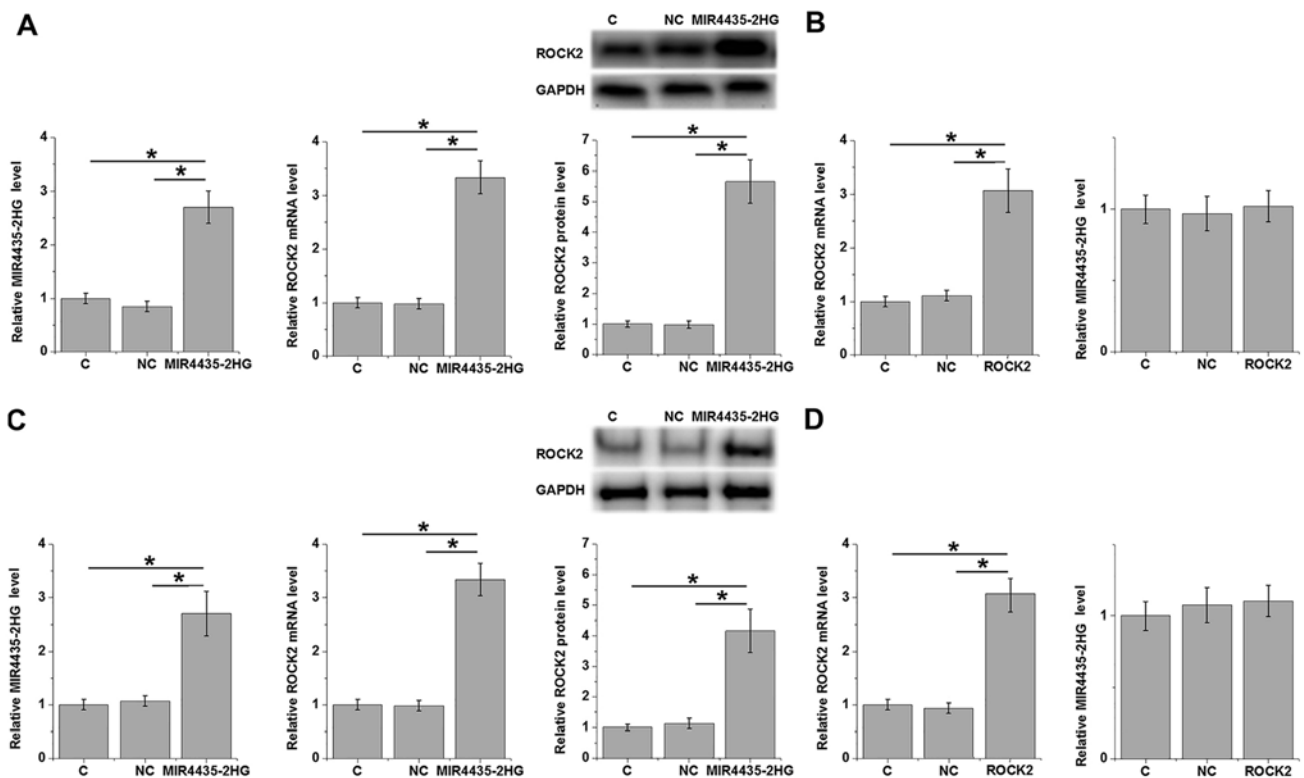 A
C NC MIR4435-2HG
ROCK2
GAPDH
Relative MIR4435-2HG level
4
3
2
1
0
*
*
C NC MIR4435-2HG
Relative ROCK2 mRNA level
4
3
2
1
0
*
*
C NC MIR4435-2HG
Relative ROCK2 protein level
7
6
5
4
3
2
1
0
*
*
C NC MIR4435-2HG
B
Relative ROCK2 mRNA level
4
3
2
1
0
*
*
C NC ROCK2
Relative MIR4435-2HG level
1
0
C NC ROCK2
C
C NC MIR4435-2HG
ROCK2
GAPDH
Relative MIR4435-2HG level
4
3
2
1
0
*
*
C NC MIR4435-2HG
Relative ROCK2 mRNA level
4
3
2
1
0
*
*
C NC MIR4435-2HG
Relative ROCK2 protein level
7
6
5
4
3
2
1
0
*
*
C NC MIR4435-2HG
D
Relative ROCK2 mRNA level
4
3
2
1
0
*
*
C NC ROCK2
Relative MIR4435-2HG level
1
0
C NC ROCK2